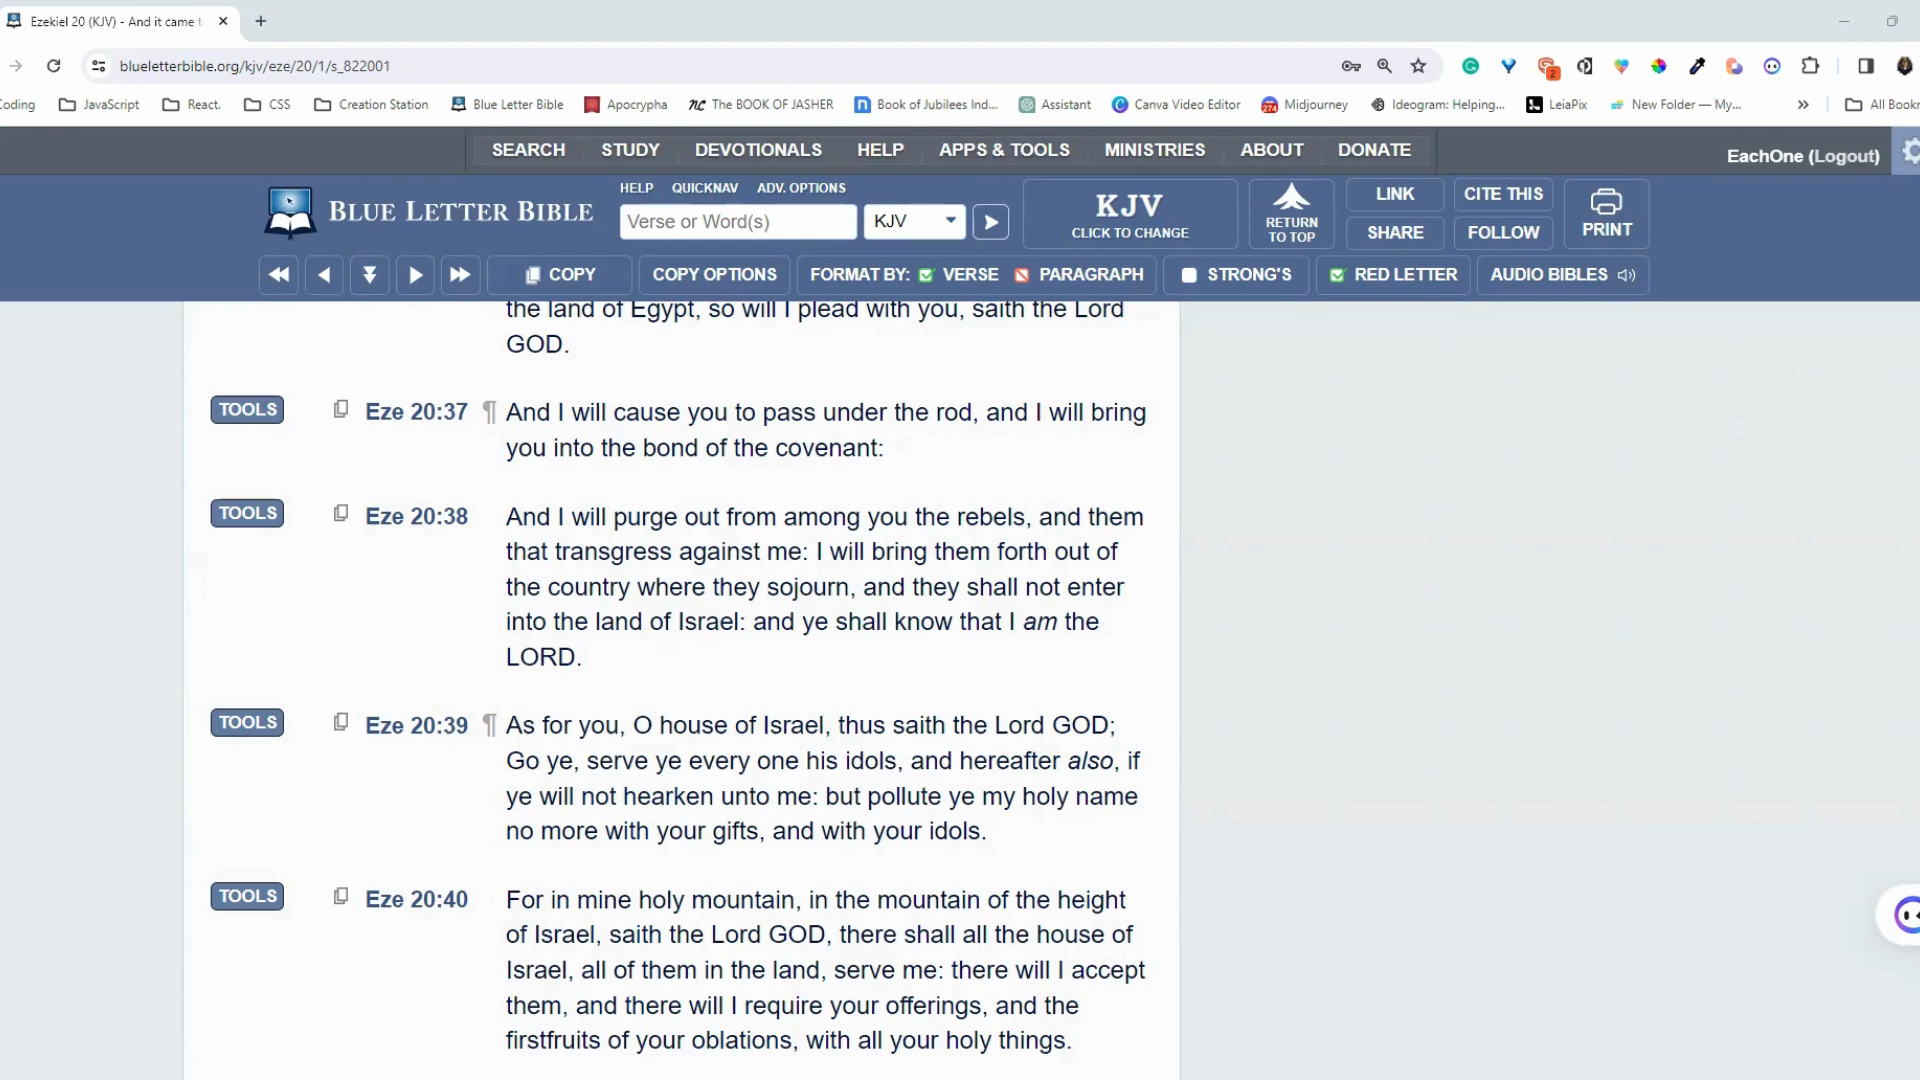 Ezekiel 20 (KJV) - And it came t
blueletterbible.org/kjv/eze/20/1/s_822001
2
Coding JavaScript React. CSS Creation Station Blue Letter Bible Apocrypha The BOOK OF JASHER Book of Jubilees Ind... Assistant Canva Video Editor 274 Midjourney Ideogram: Helping... LeiaPix New Folder — My... » All Bookn
SEARCH STUDY DEVOTIONALS HELP APPS & TOOLS MINISTRIES ABOUT DONATE
EachOne (Logout)
HELP QUICKNAV ADV. OPTIONS
BLUE LETTER BIBLE
Verse or Word(s) KJV
KJV
CLICK TO CHANGE
RETURN
TO TOP
LINK CITE THIS
SHARE FOLLOW
PRINT
COPY COPY OPTIONS FORMAT BY: VERSE PARAGRAPH STRONG'S RED LETTER AUDIO BIBLES
the land of Egypt, so will I plead with you, saith the Lord
GOD.
TOOLS Eze 20:37 ¶ And I will cause you to pass under the rod, and I will bring
you into the bond of the covenant:
TOOLS Eze 20:38 And I will purge out from among you the rebels, and them
that transgress against me: I will bring them forth out of
the country where they sojourn, and they shall not enter
into the land of Israel: and ye shall know that I am the
LORD.
TOOLS Eze 20:39 ¶ As for you, O house of Israel, thus saith the Lord GOD;
Go ye, serve ye every one his idols, and hereafter also, if
ye will not hearken unto me: but pollute ye my holy name
no more with your gifts, and with your idols.
TOOLS Eze 20:40 For in mine holy mountain, in the mountain of the height
of Israel, saith the Lord GOD, there shall all the house of
Israel, all of them in the land, serve me: there will I accept
them, and there will I require your offerings, and the
firstfruits of your oblations, with all your holy things.